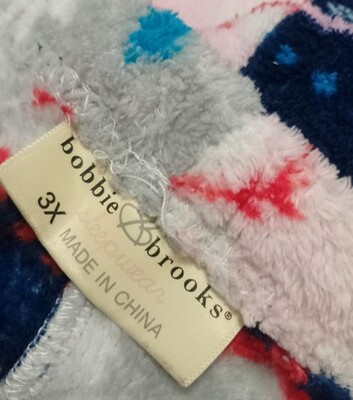 bobbie B brooks®
sleepwear
3X MADE IN CHINA